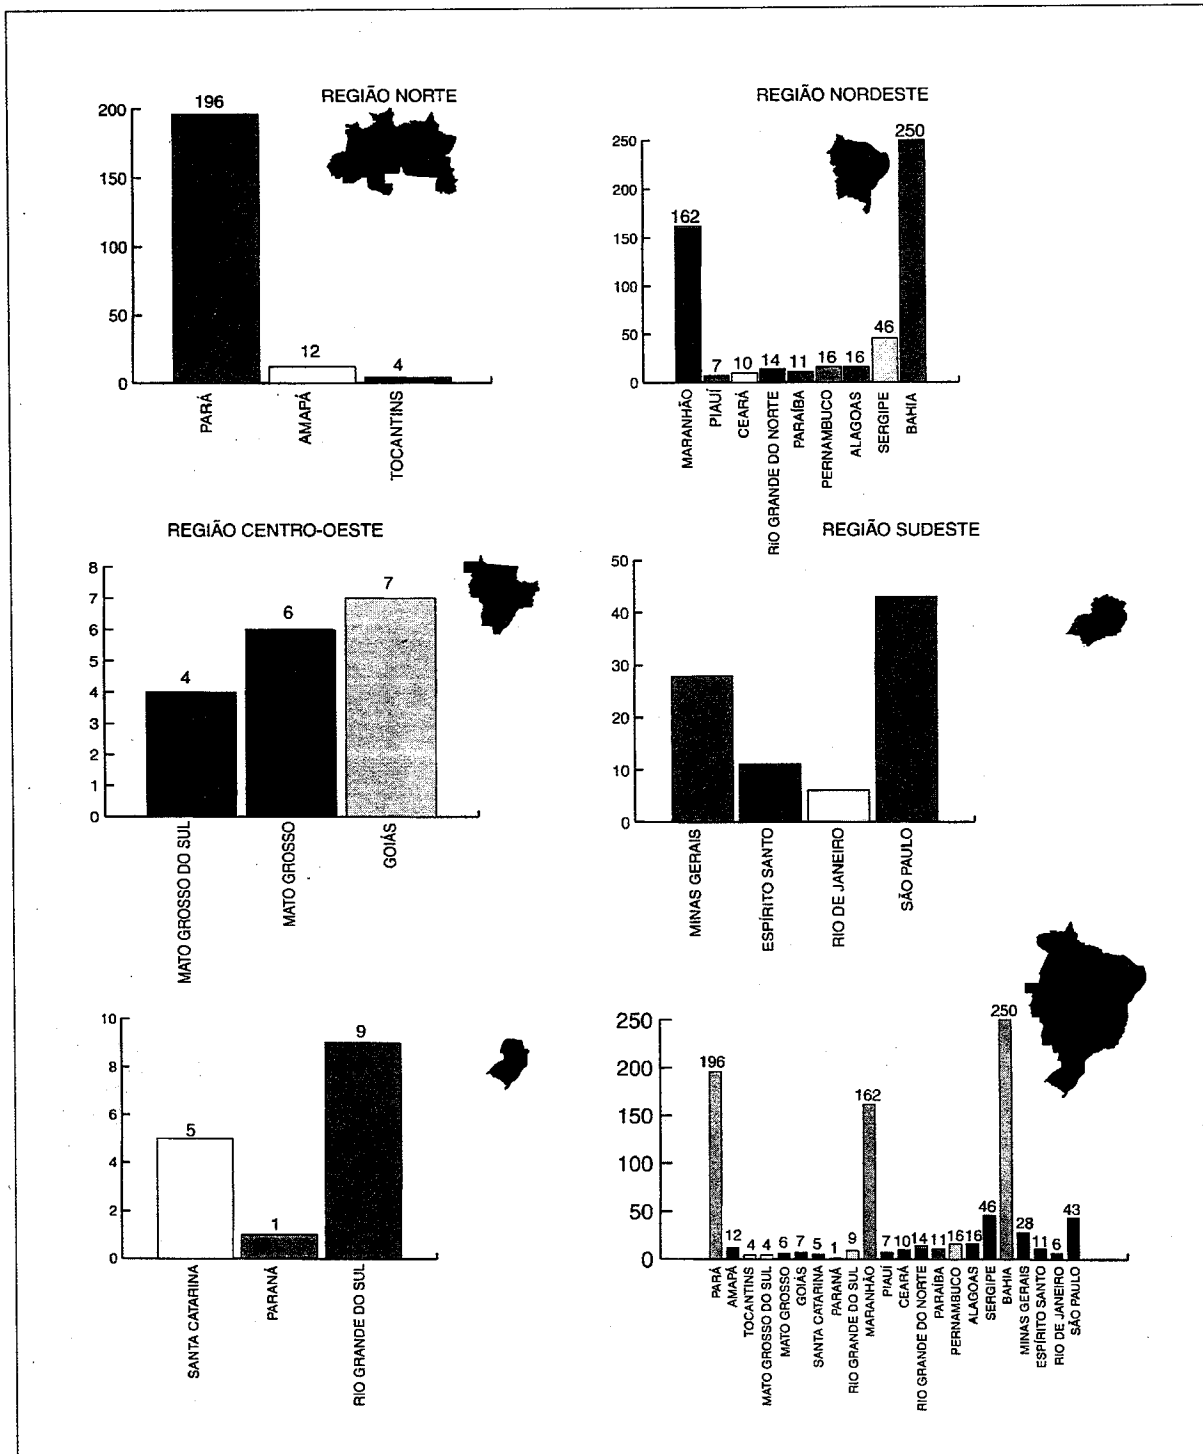 REGIÃO NORTE
196
12
4
200
150
100
50
0
PARÁ
AMAPÁ
TOCANTINS
REGIÃO NORDESTE
250
162
7
10
14
11
16
16
46
250
200
150
100
50
0
MARANHÃO
PIAUÍ
CEARÁ
RIO GRANDE DO NORTE
PARAÍBA
PERNAMBUCO
ALAGOAS
SERGIPE
BAHIA
REGIÃO CENTRO-OESTE
4
6
7
8
7
6
5
4
3
2
1
0
MATO GROSSO DO SUL
MATO GROSSO
GOIÁS
REGIÃO SUDESTE
50
40
30
20
10
0
MINAS GERAIS
ESPÍRITO SANTO
RIO DE JANEIRO
SÃO PAULO
5
1
9
10
8
6
4
2
0
SANTA CATARINA
PARANÁ
RIO GRANDE DO SUL
250
200
150
100
50
0
196
12
4
4
6
7
5
1
9
162
7
10
14
11
16
16
46
250
28
11
6
43
PARÁ
AMAPÁ
TOCANTINS
MATO GROSSO DO SUL
MATO GROSSO
GOIÁS
SANTA CATARINA
PARANÁ
RIO GRANDE DO SUL
MARANHÃO
PIAUÍ
CEARÁ
RIO GRANDE DO NORTE
PARAÍBA
PERNAMBUCO
ALAGOAS
SERGIPE
BAHIA
MINAS GERAIS
ESPÍRITO SANTO
RIO DE JANEIRO
SÃO PAULO